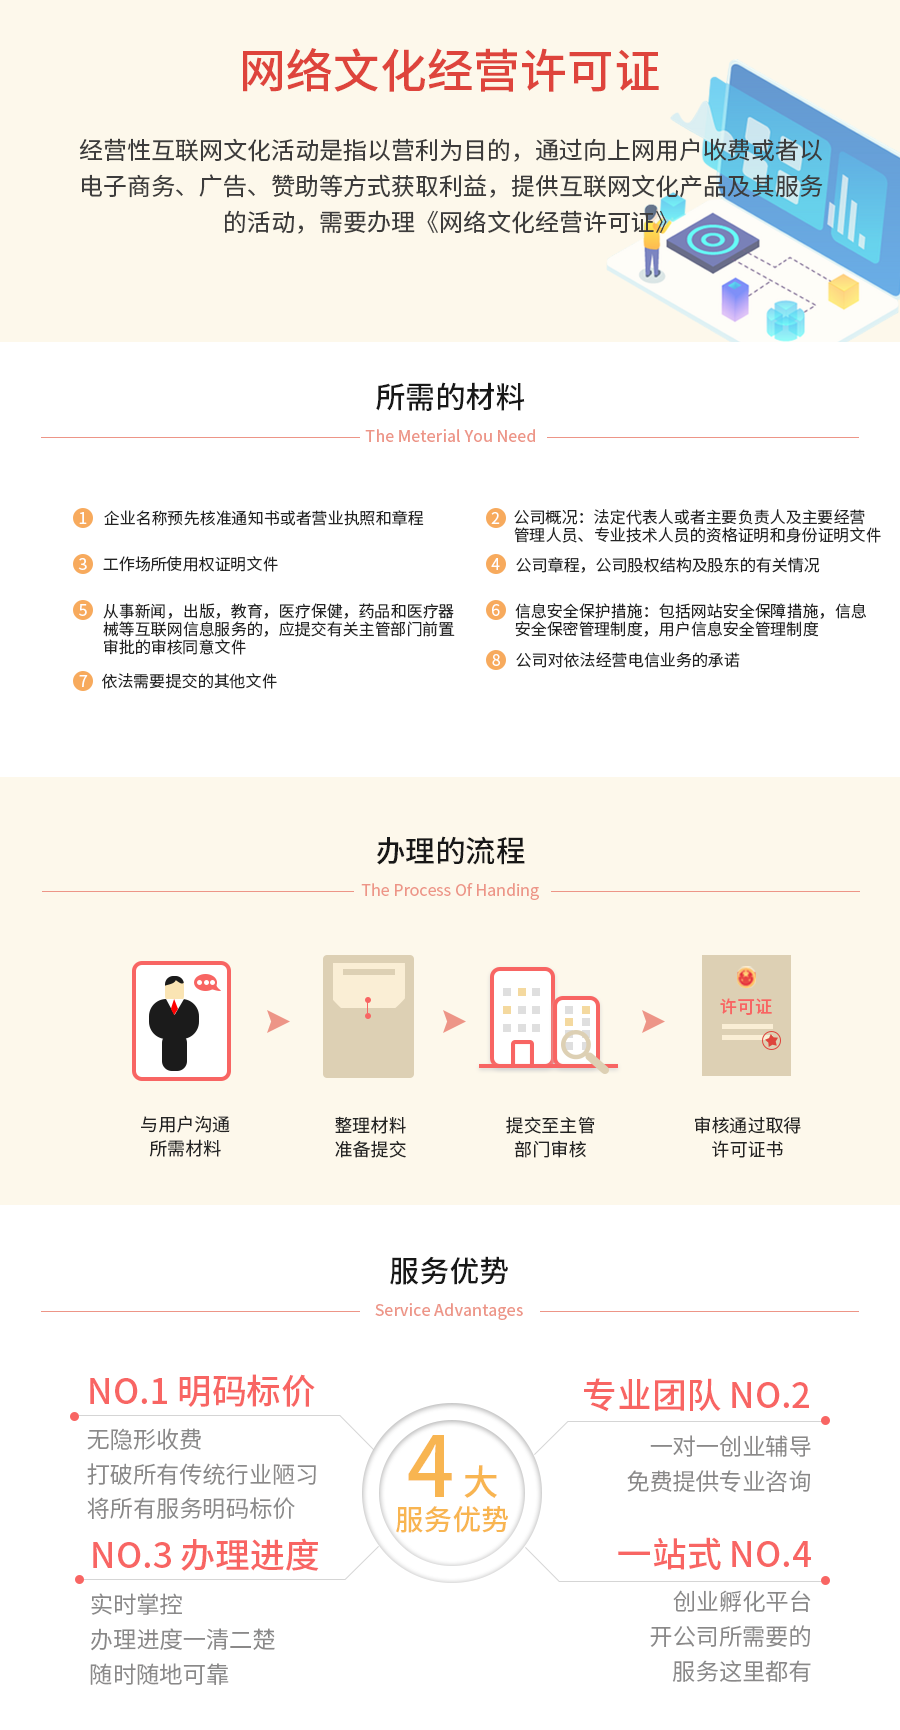 网络文化经营许可证
经营性互联网文化活动是指以营利为目的，通过向上网用户收费或者以
电子商务、广告、赞助等方式获取利益，提供互联网文化产品及其服务
的活动，需要办理《网络文化经营许可证》
所需的材料
The Meterial You Need
1 企业名称预先核准通知书或者营业执照和章程
2 公司概况：法定代表人或者主要负责人及主要经营
管理人员、专业技术人员的资格证明和身份证明文件
3 工作场所使用权证明文件
4 公司章程，公司股权结构及股东的有关情况
5 从事新闻，出版，教育，医疗保健，药品和医疗器
械等互联网信息服务的，应提交有关主管部门前置
审批的审核同意文件
6 信息安全保护措施：包括网站安全保障措施，信息
安全保密管理制度，用户信息安全管理制度
7 依法需要提交的其他文件
8 公司对依法经营电信业务的承诺
办理的流程
The Process Of Handing
许可证
与用户沟通
所需材料
整理材料
准备提交
提交至主管
部门审核
审核通过取得
许可证书
服务优势
Service Advantages
NO.1 明码标价
无隐形收费
打破所有传统行业陋习
将所有服务明码标价
专业团队 NO.2
一对一创业辅导
免费提供专业咨询
4 大
服务优势
NO.3 办理进度
实时掌控
办理进度一清二楚
随时随地可靠
一站式 NO.4
创业孵化平台
开公司所需要的
服务这里都有